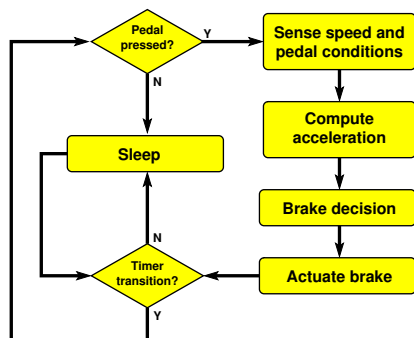 Pedal
pressed?
Y
N
Sense speed and
pedal conditions
Compute
acceleration
Sleep
Brake decision
N
Timer
transition?
Y
Actuate brake